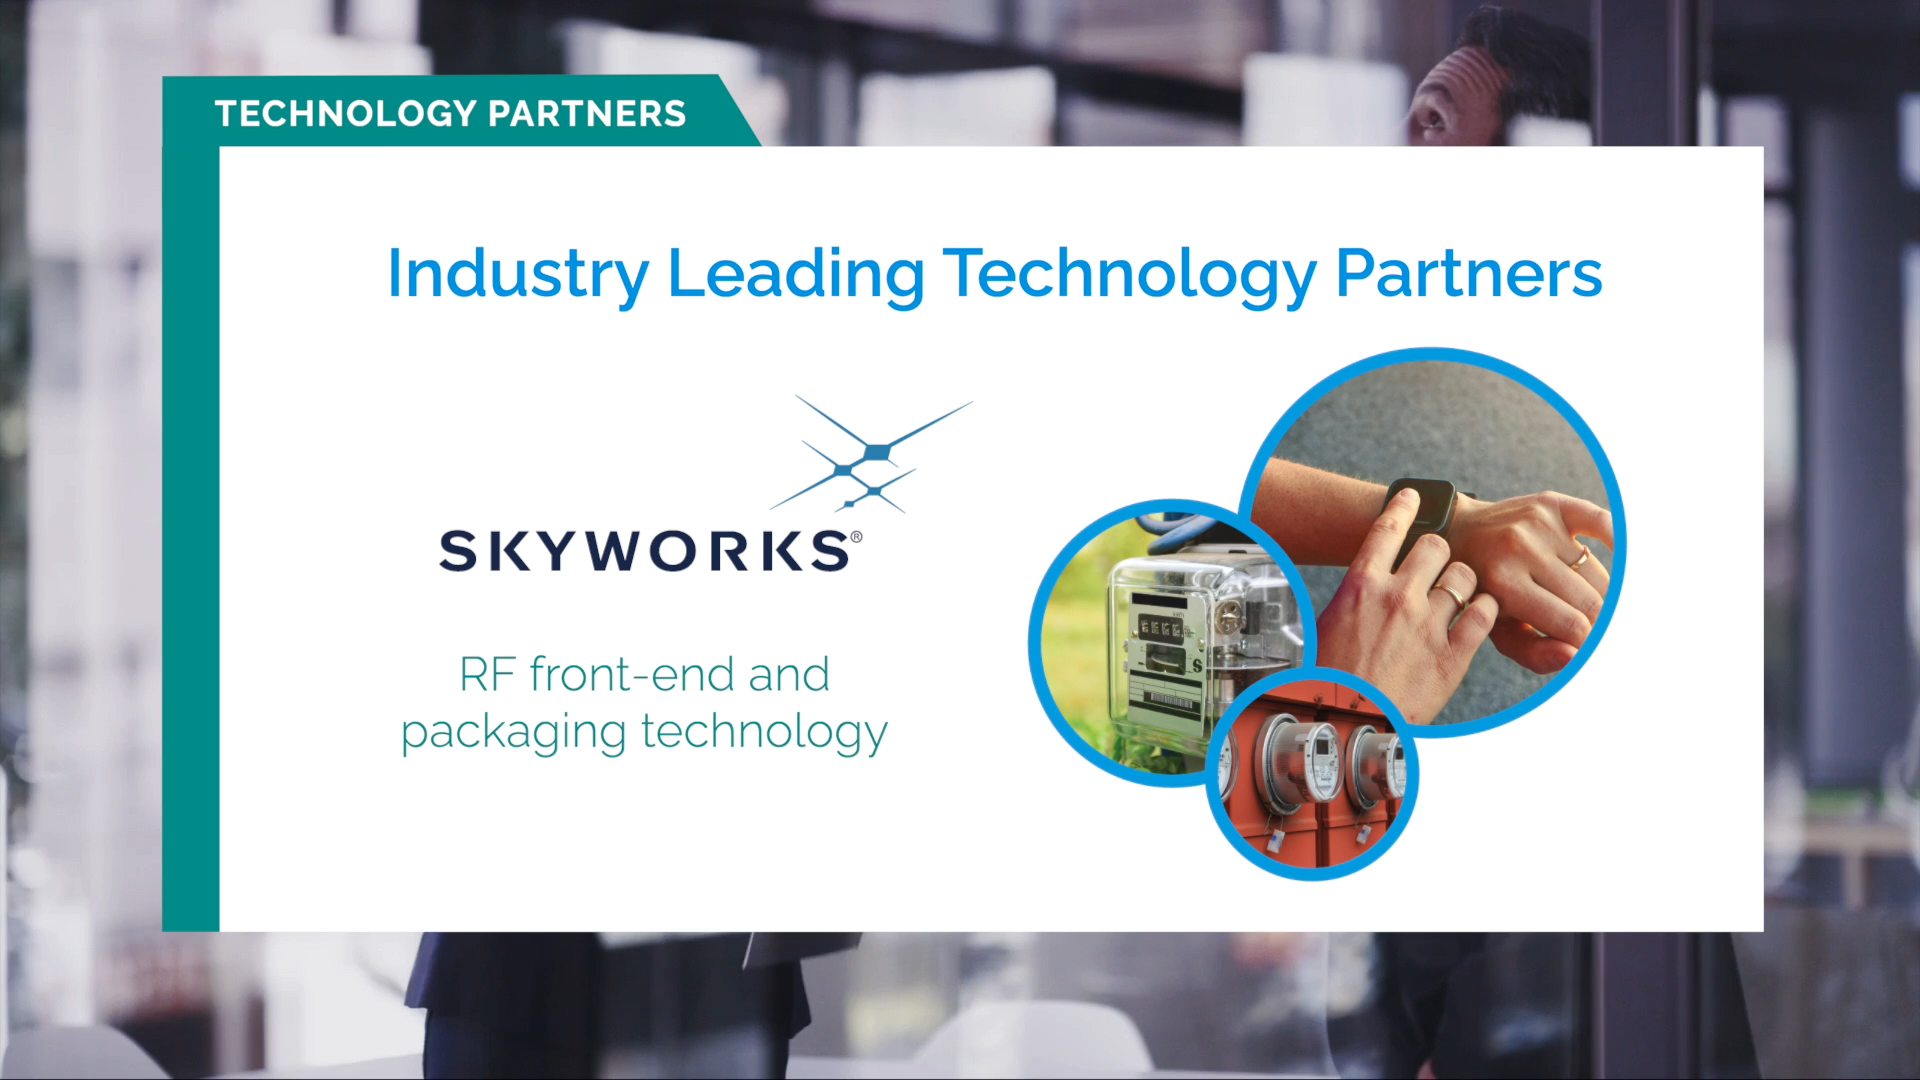 TECHNOLOGY PARTNERS
Industry Leading Technology Partners
SKYWORKS®
RF front-end and
packaging technology